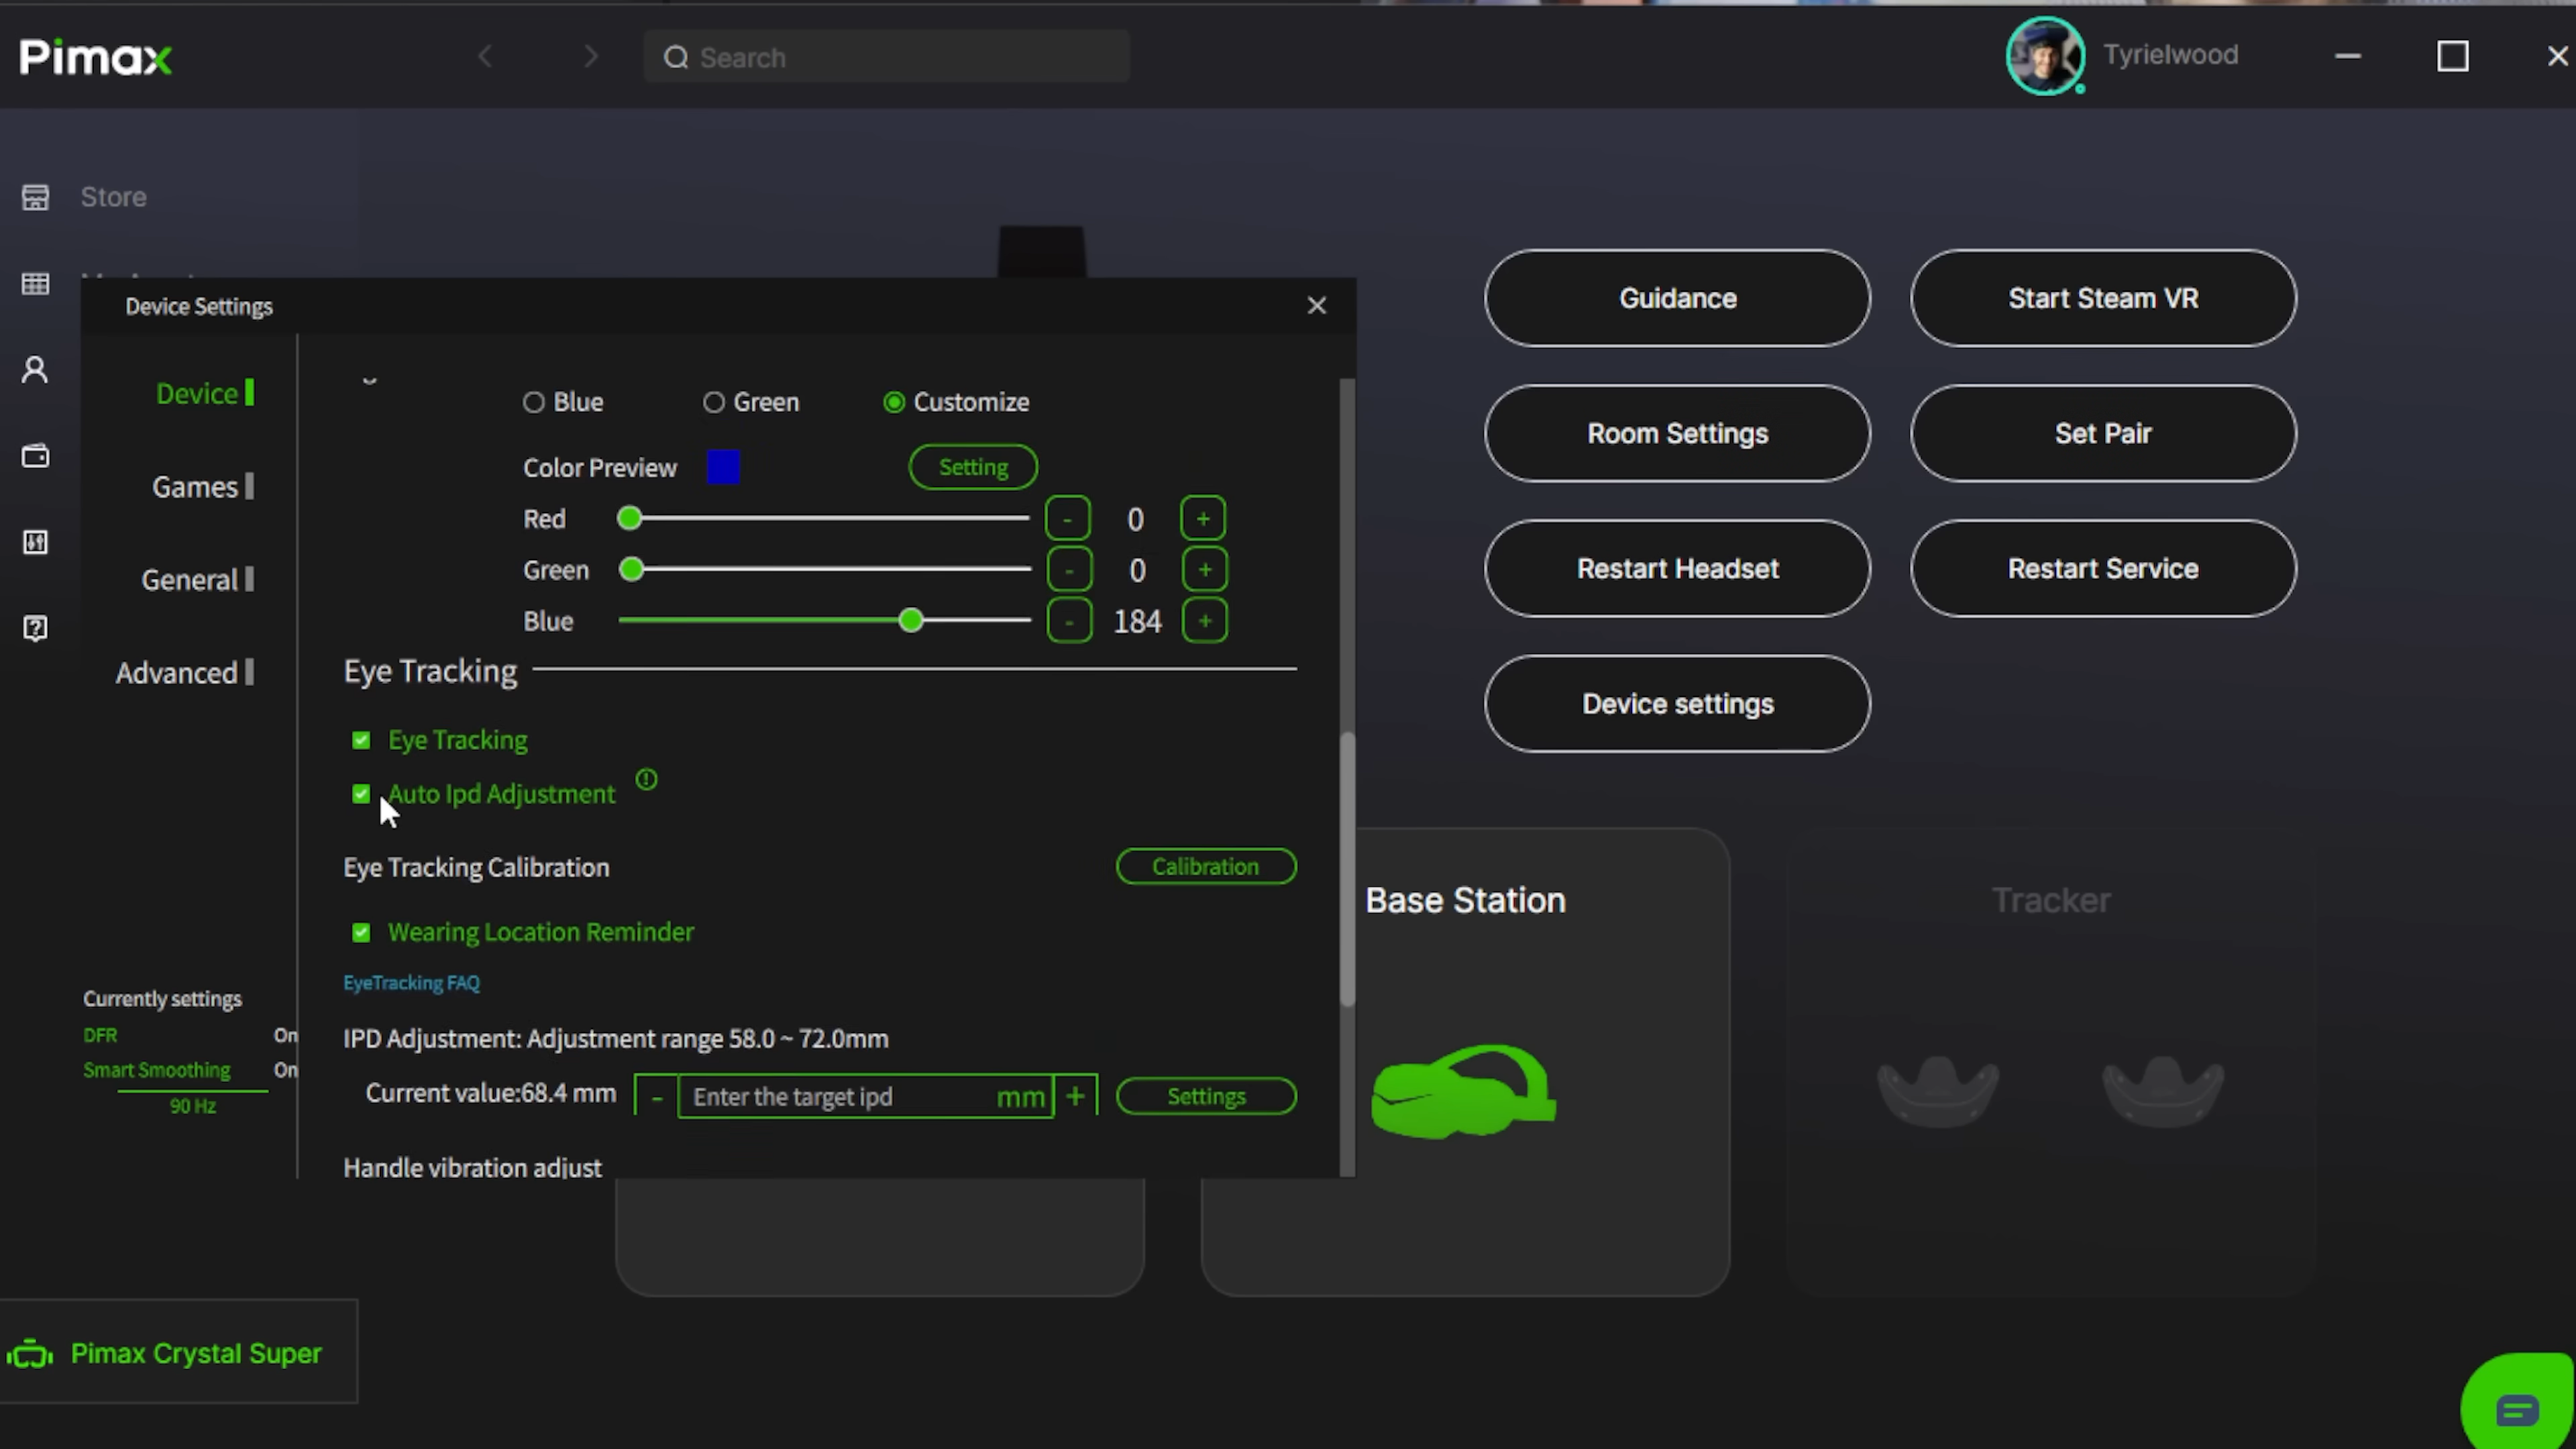 Pimax
Search
Tyrielwood
Store
Guidance
Start Steam VR
Device Settings
Device
Blue
Green
Customize
Room Settings
Set Pair
Color Preview
Setting
Games
Red
-
0
+
Green
-
0
+
Restart Headset
Restart Service
General
Blue
-
184
+
Advanced
Eye Tracking
Device settings
Eye Tracking
Auto Ipd Adjustment
Eye Tracking Calibration
Calibration
Base Station
Tracker
Wearing Location Reminder
EyeTracking FAQ
Currently settings
DFR On
IPD Adjustment: Adjustment range 58.0 ~ 72.0mm
Smart Smoothing On
Current value:68.4 mm
-
Enter the target ipd mm
+
Settings
90 Hz
Handle vibration adjust
Pimax Crystal Super